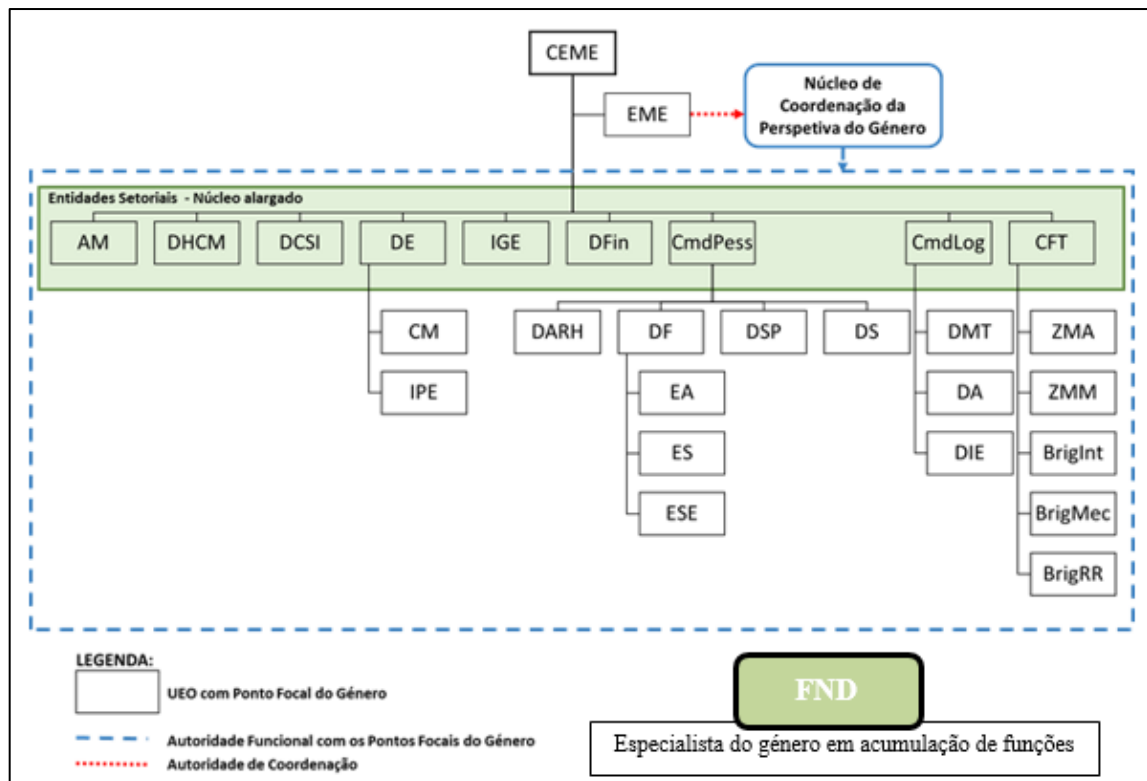 CEME
EME
Núcleo de
Coordenação da
Perspetiva do Género
Entidades Setoriais - Núcleo alargado
AM
DHCM
DCSI
DE
IGE
DFin
CmdPess
CmdLog
CFT
CM
DARH
DF
DSP
DS
DMT
ZMA
IPE
EA
DA
ZMM
ES
DIE
BrigInt
ESE
BrigMec
BrigRR
LEGENDA:
UEO com Ponto Focal do Género
Autoridade Funcional com os Pontos Focais do Género
Autoridade de Coordenação
FND
Especialista do género em acumulação de funções